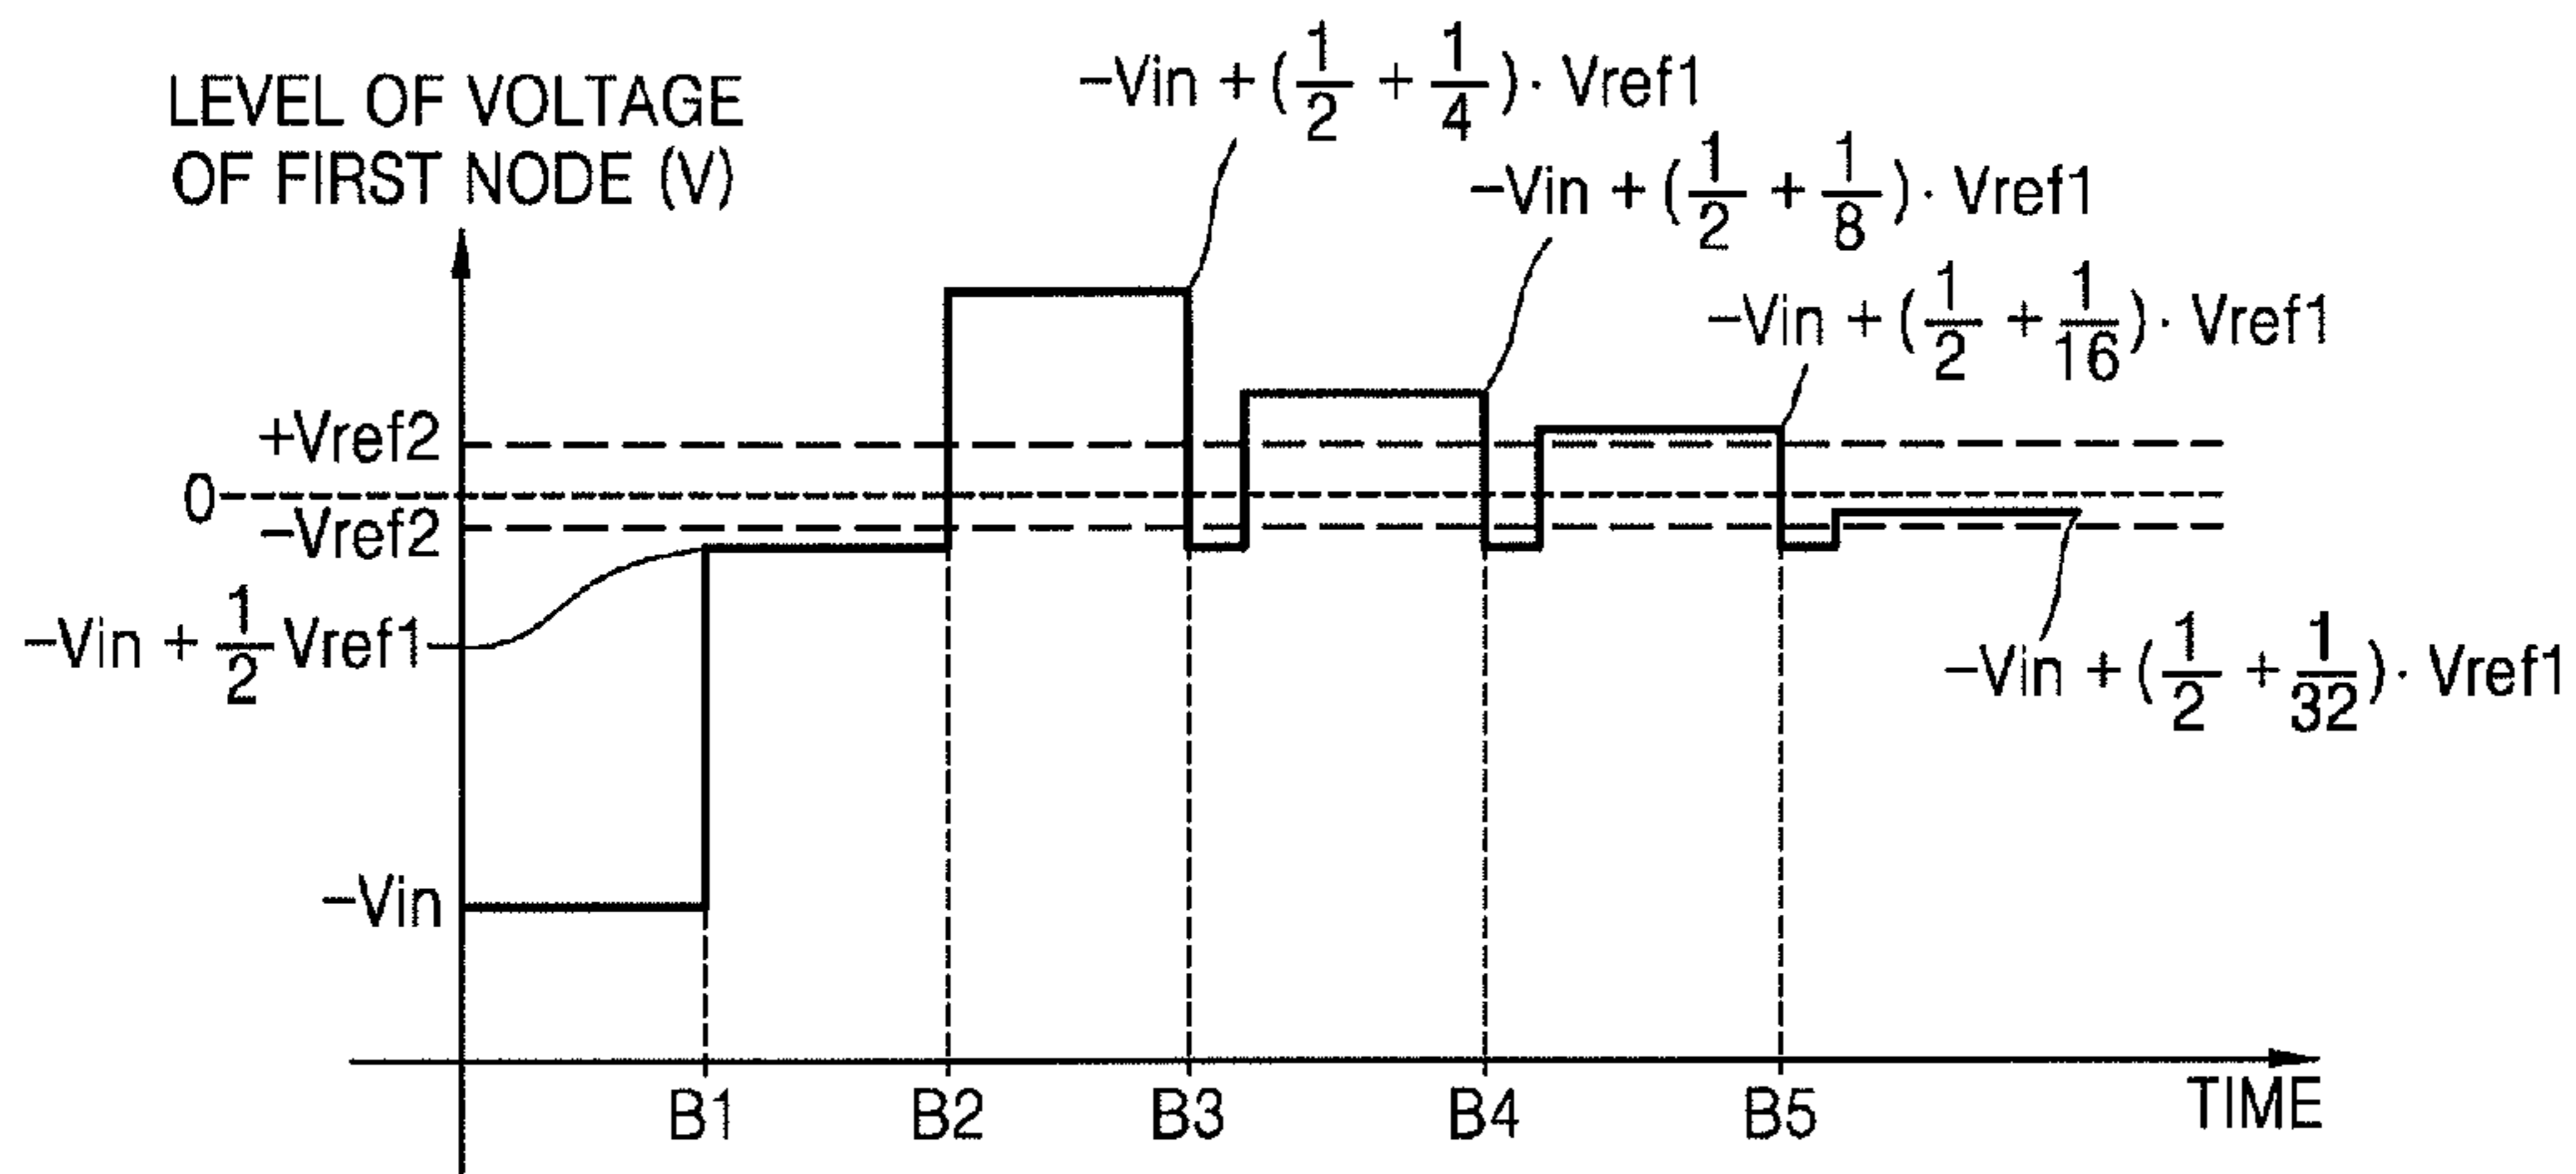 LEVEL OF VOLTAGE
OF FIRST NODE (V)
−Vin + (1/2 + 1/4)· Vref1
−Vin + (1/2 + 1/8)· Vref1
−Vin + (1/2 + 1/16)· Vref1
+Vref2
0
−Vref2
−Vin + 1/2 Vref1
−Vin + (1/2 + 1/32)· Vref1
−Vin
B1 B2 B3 B4 B5
TIME